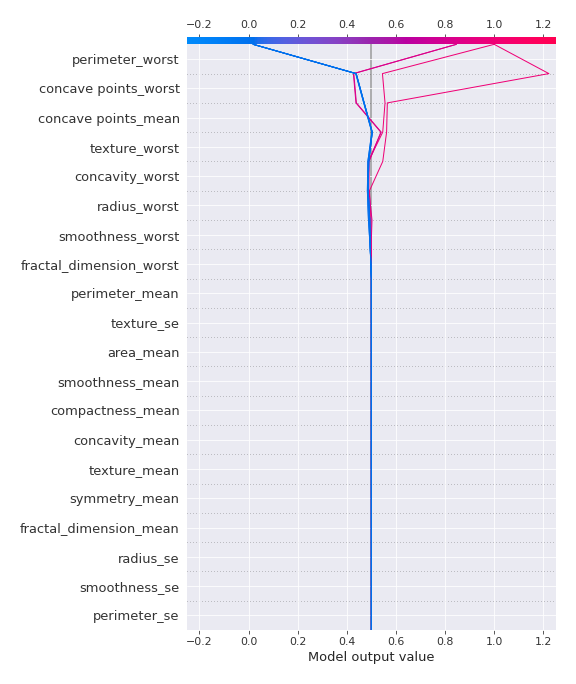 −0.2 0.0 0.2 0.4 0.6 0.8 1.0 1.2
perimeter_worst
concave points_worst
concave points_mean
texture_worst
concavity_worst
radius_worst
smoothness_worst
fractal_dimension_worst
perimeter_mean
texture_se
area_mean
smoothness_mean
compactness_mean
concavity_mean
texture_mean
symmetry_mean
fractal_dimension_mean
radius_se
smoothness_se
perimeter_se
−0.2 0.0 0.2 0.4 0.6 0.8 1.0 1.2
Model output value